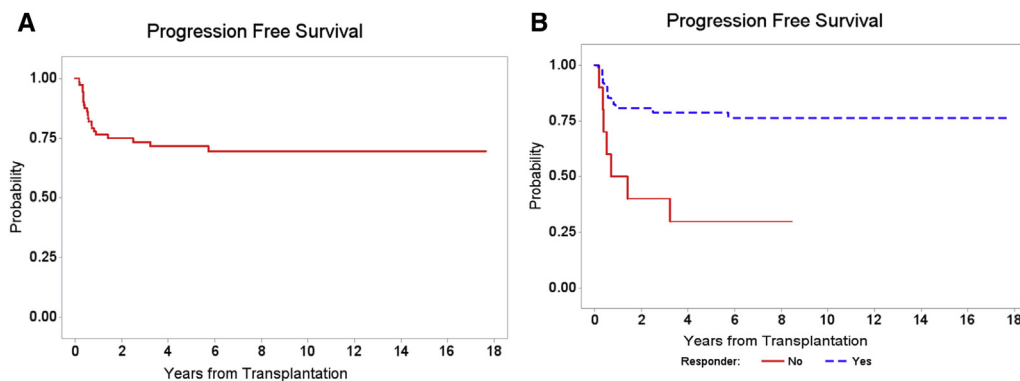 A
Progression Free Survival
1.00
0.75
0.50
0.25
0.00
Probability
0 2 4 6 8 10 12 14 16 18
Years from Transplantation
B
Progression Free Survival
1.00
0.75
0.50
0.25
0.00
Probability
0 2 4 6 8 10 12 14 16 18
Years from Transplantation
Responder: No Yes